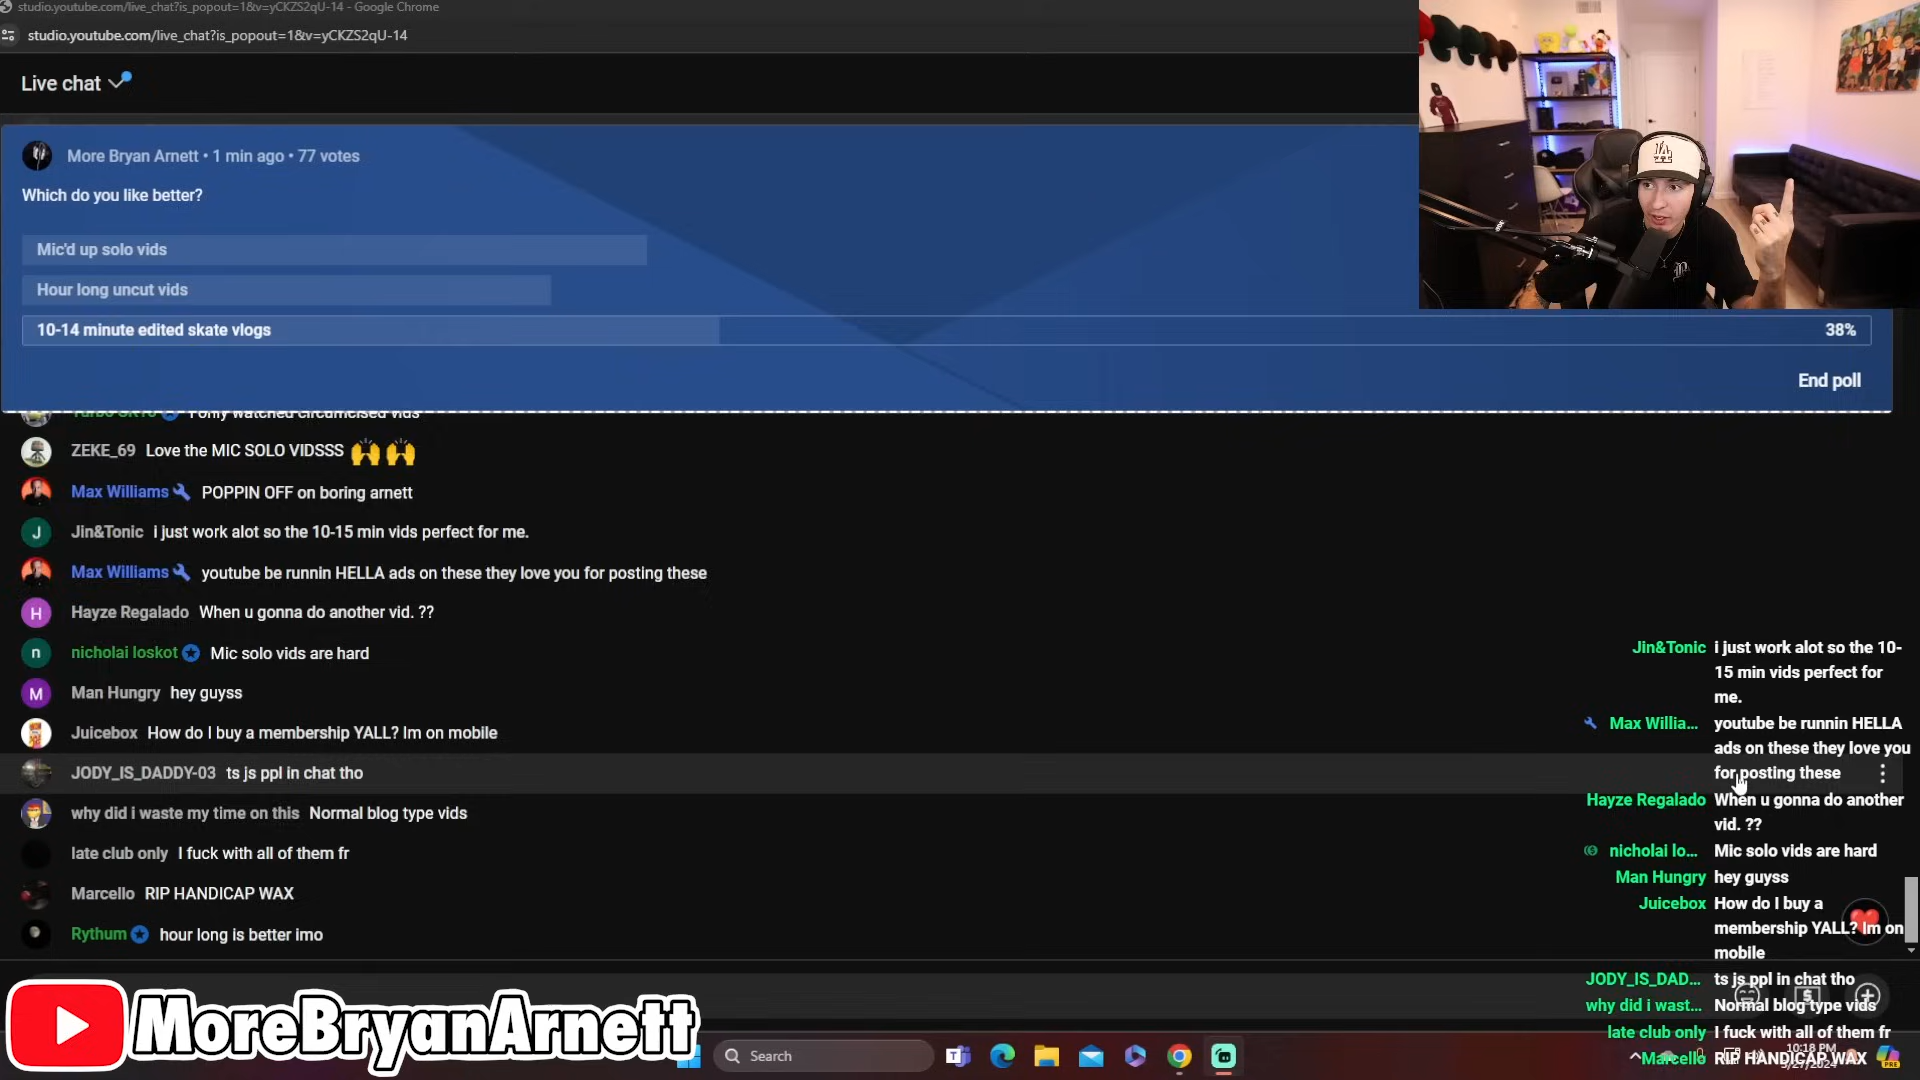 studio.youtube.com/live_chat?is_popout=1&v=yCKZS2qU-14 - Google Chrome
studio.youtube.com/live_chat?is_popout=1&v=yCKZS2qU-14
Live chat
More Bryan Arnett • 1 min ago • 77 votes
Which do you like better?
Mic'd up solo vids
Hour long uncut vids
10-14 minute edited skate vlogs 38%
End poll
I only watched circumcised vids
ZEKE_69 Love the MIC SOLO VIDSSS 🙌 🙌
Max Williams POPPIN OFF on boring arnett
J Jin&Tonic i just work alot so the 10-15 min vids perfect for me.
Max Williams youtube be runnin HELLA ads on these they love you for posting these
H Hayze Regalado When u gonna do another vid. ??
n nicholai loskot Mic solo vids are hard
M Man Hungry hey guyss
Juicebox How do I buy a membership YALL? Im on mobile
JODY_IS_DADDY-03 ts js ppl in chat tho
why did i waste my time on this Normal blog type vids
late club only I fuck with all of them fr
Marcello RIP HANDICAP WAX
Rythum hour long is better imo
Jin&Tonic i just work alot so the 10-
15 min vids perfect for
me.
Max Willia... youtube be runnin HELLA
ads on these they love you
for posting these
Hayze Regalado When u gonna do another
vid. ??
nicholai lo... Mic solo vids are hard
Man Hungry hey guyss
Juicebox How do I buy a
membership YALL? Im on
mobile
JODY_IS_DAD... ts js ppl in chat tho
why did i wast... Normal blog type vids
late club only I fuck with all of them fr
Marcello RIP HANDICAP WAX
MoreBryanArnett
Search
10:18 PM